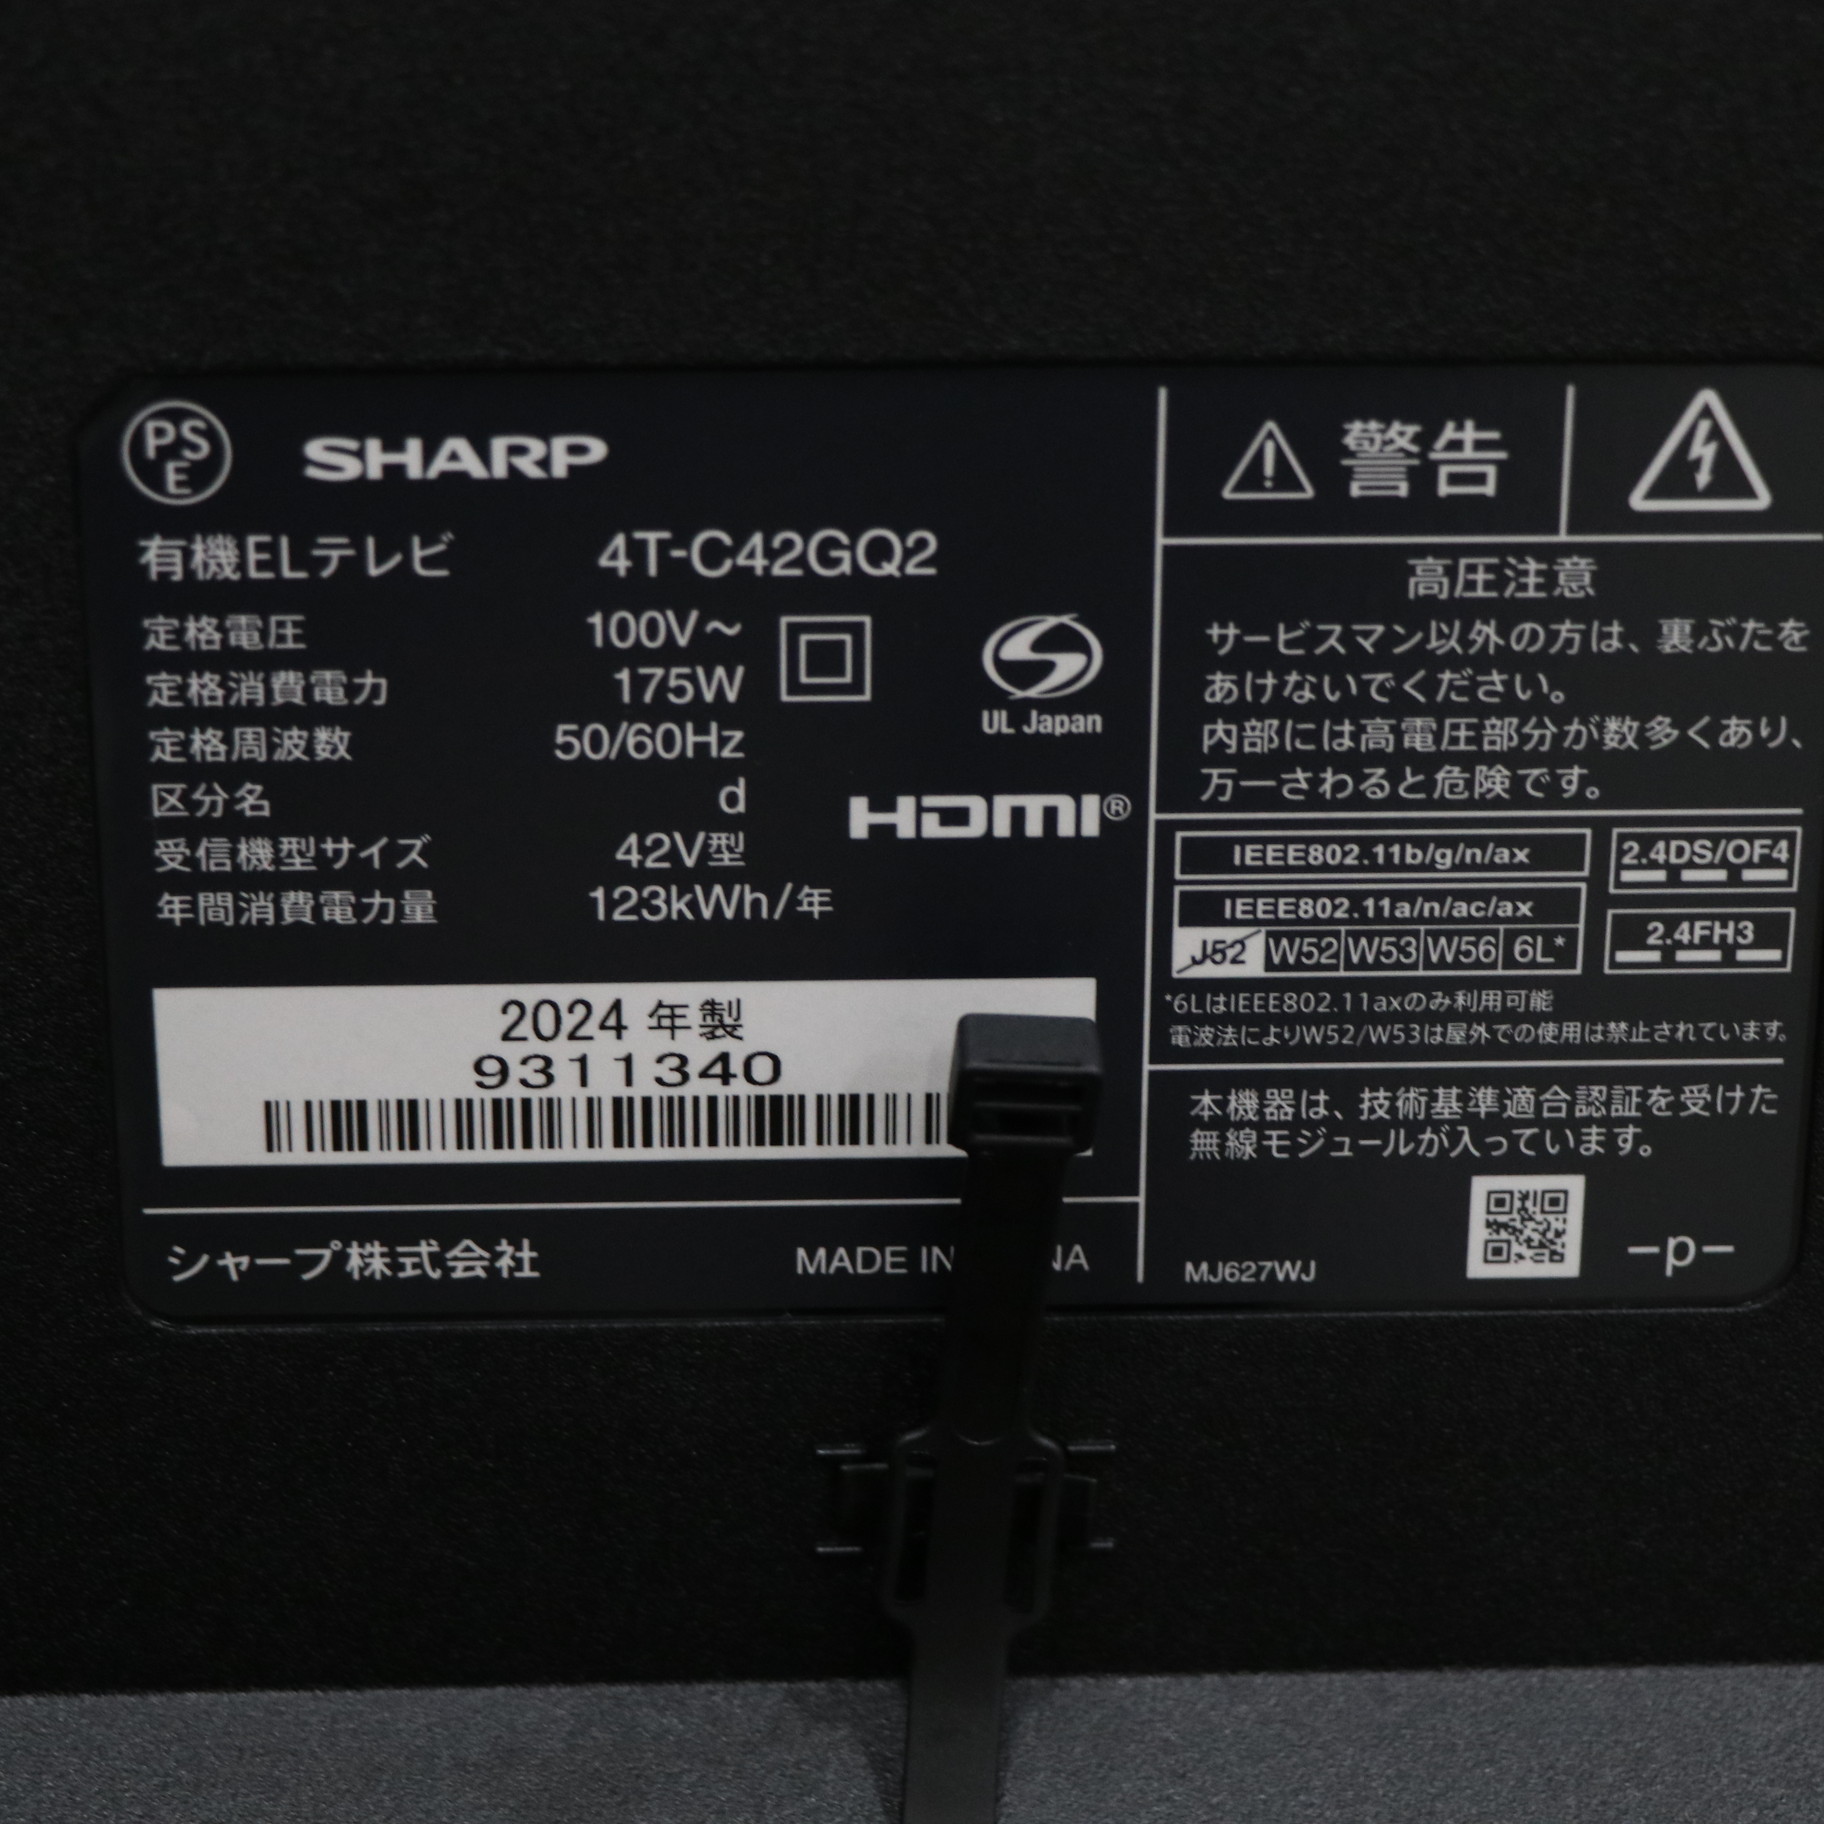 PS
E
SHARP
有機ELテレビ 4T-C42GQ2
定格電圧 100V～
定格消費電力 175W
定格周波数 50/60Hz
区分名 d
受信機型サイズ 42V型
年間消費電力量 123kWh/年
UL Japan
HDMI®
2024 年製
9311340
シャープ株式会社
MADE IN
警告
高圧注意
サービスマン以外の方は、裏ぶたを
あけないでください。
内部には高電圧部分が数多くあり、
万一さわると危険です。
IEEE802.11b/g/n/ax
IEEE802.11a/n/ac/ax
J52 W52 W53 W56 6L*
2.4DS/OF4
2.4FH3
*6LはIEEE802.11axのみ利用可能
電波法によりW52/W53は屋外での使用は禁止されています。
本機器は、技術基準適合認証を受けた
無線モジュールが入っています。
MJ627WJ
-p-